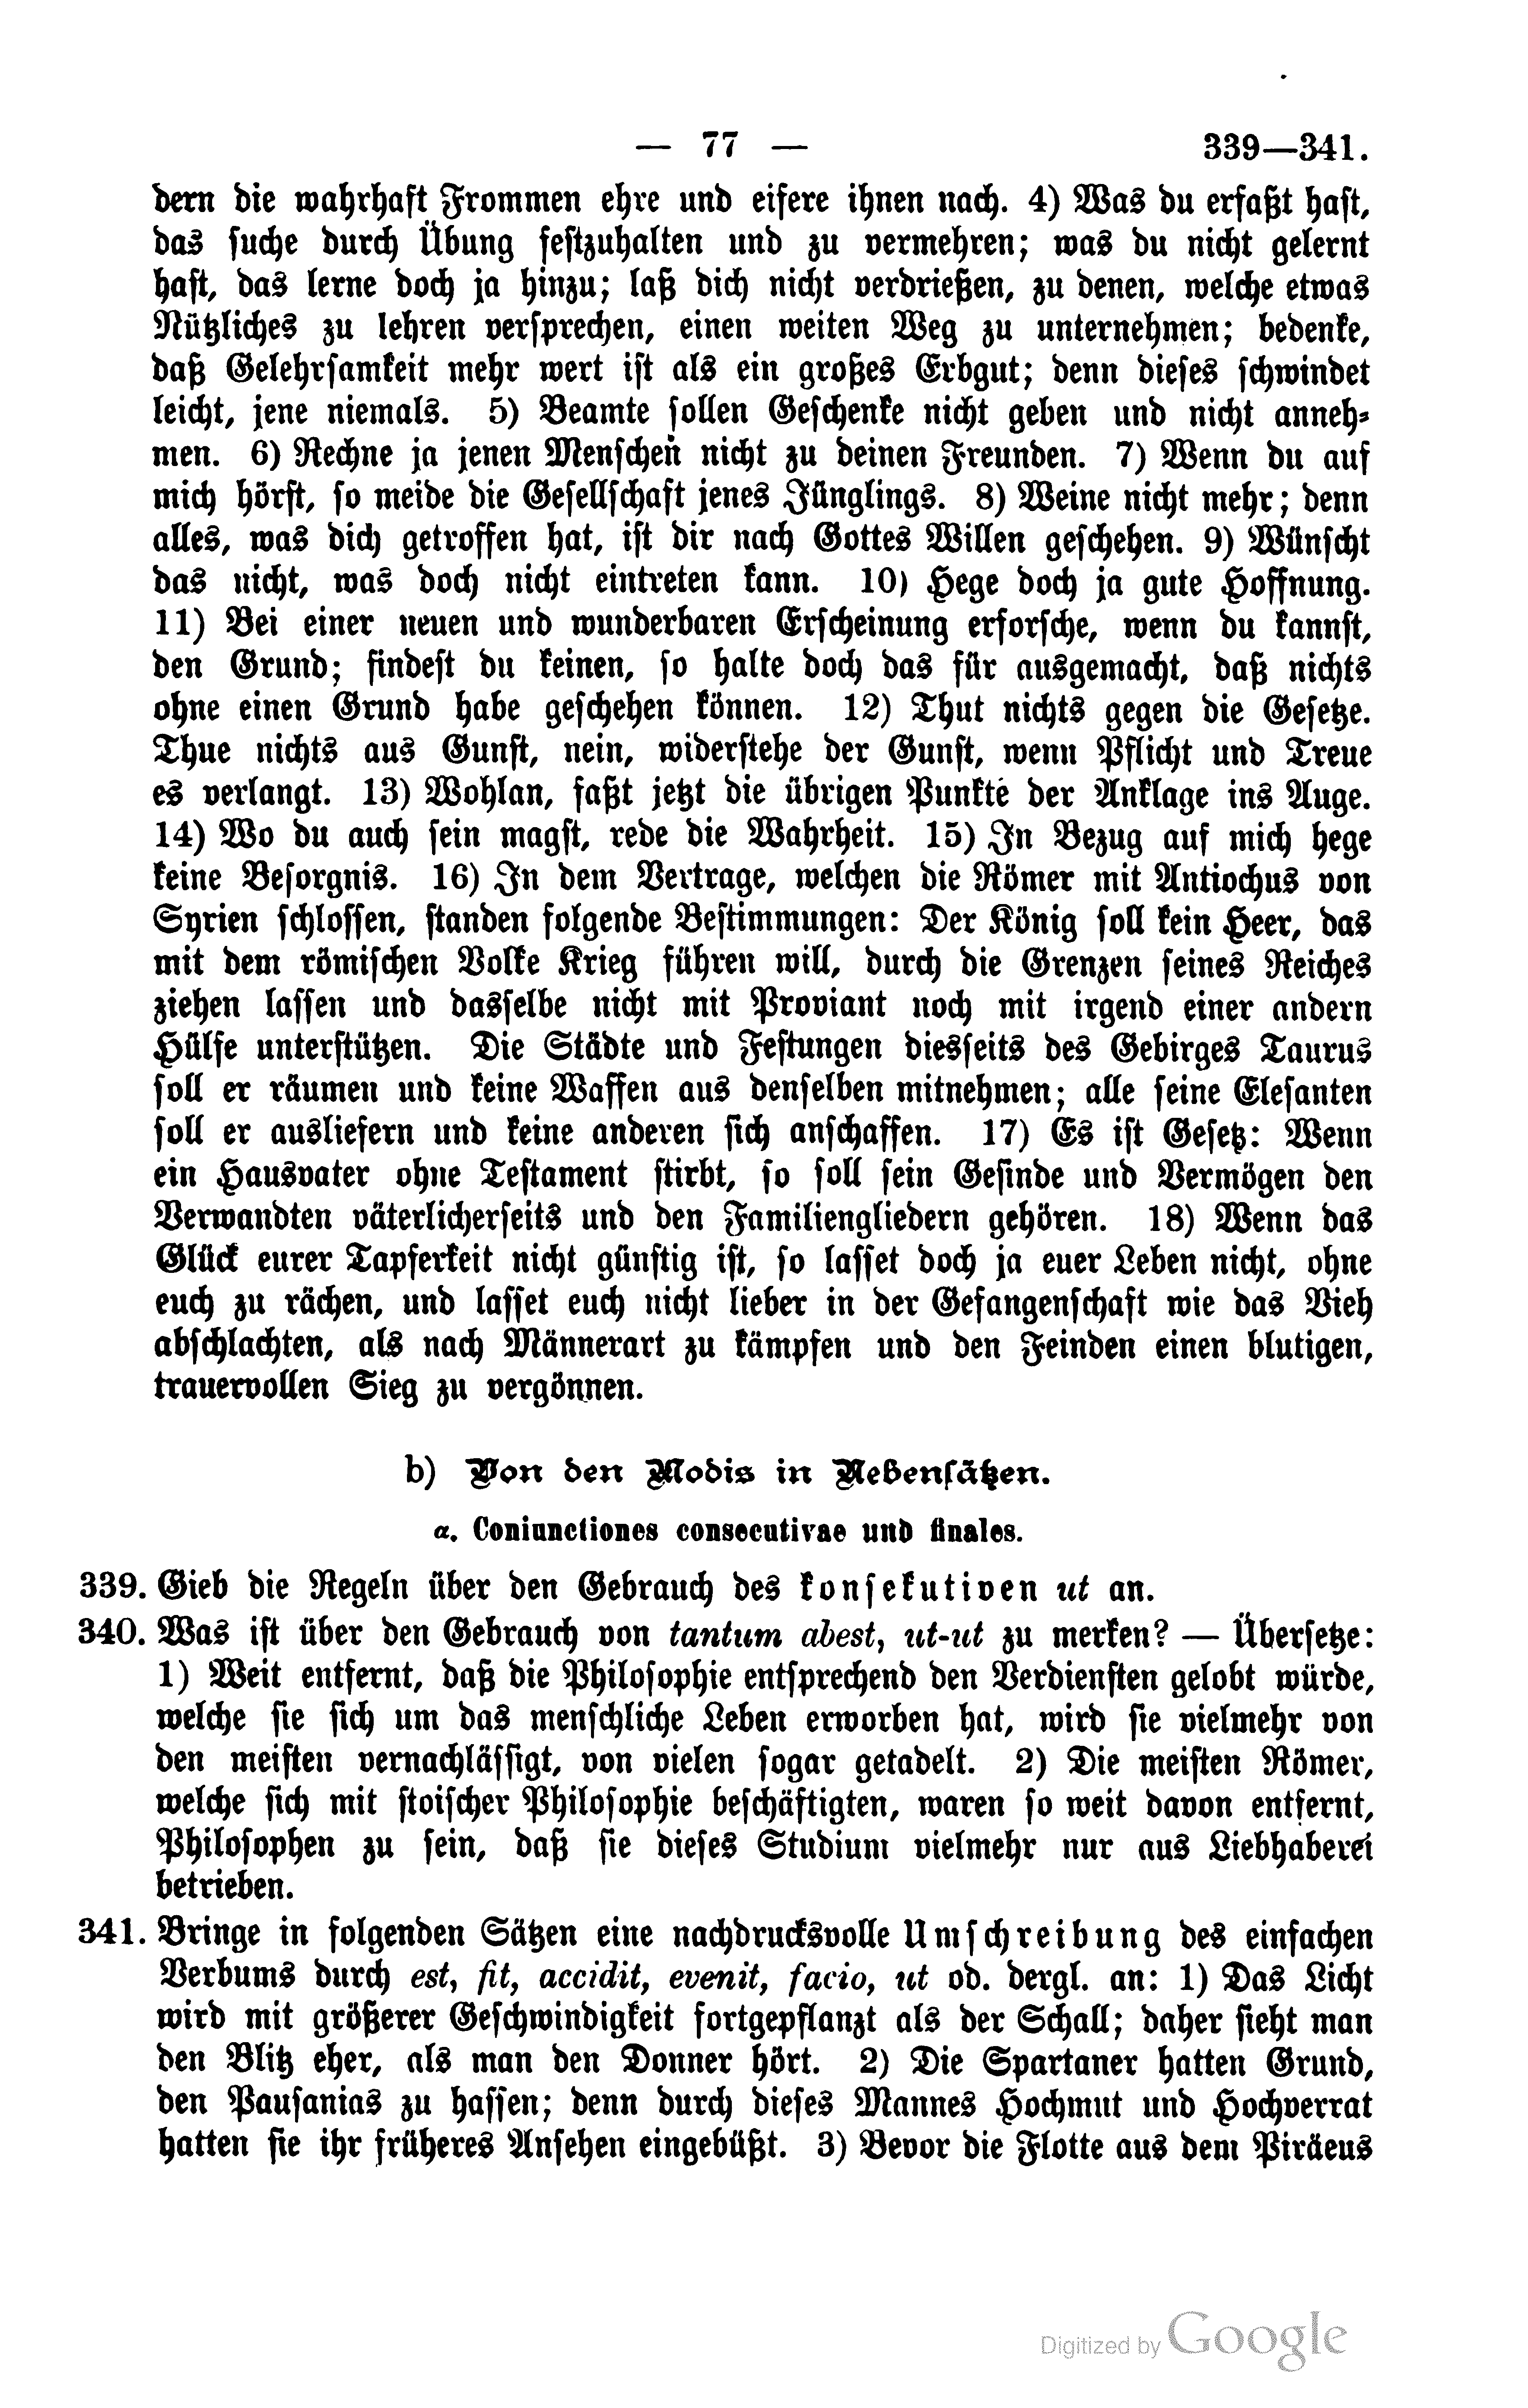 — 77 — 339—341.
dern die wahrhaft Frommen ehre und eifere ihnen nach. 4) Was du erfaßt hast,
das suche durch Übung festzuhalten und zu vermehren; was du nicht gelernt
hast, das lerne doch ja hinzu; laß dich nicht verdrießen, zu denen, welche etwas
Nützliches zu lehren versprechen, einen weiten Weg zu unternehmen; bedenke,
daß Gelehrsamkeit mehr wert ist als ein großes Erbgut; denn dieses schwindet
leicht, jene niemals. 5) Beamte sollen Geschenke nicht geben und nicht anneh-
men. 6) Rechne ja jenen Menschen nicht zu deinen Freunden. 7) Wenn du auf
mich hörst, so meide die Gesellschaft jenes Jünglings. 8) Weine nicht mehr; denn
alles, was dich getroffen hat, ist dir nach Gottes Willen geschehen. 9) Wünscht
das nicht, was doch nicht eintreten kann. 10) Hege doch ja gute Hoffnung.
11) Bei einer neuen und wunderbaren Erscheinung erforsche, wenn du kannst,
den Grund; findest du keinen, so halte doch das für ausgemacht, daß nichts
ohne einen Grund habe geschehen können. 12) Thut nichts gegen die Gesetze.
Thue nichts aus Gunst, nein, widerstehe der Gunst, wenn Pflicht und Treue
es verlangt. 13) Wohlan, faßt jetzt die übrigen Punkte der Anklage ins Auge.
14) Wo du auch sein magst, rede die Wahrheit. 15) In Bezug auf mich hege
keine Besorgnis. 16) In dem Vertrage, welchen die Römer mit Antiochus von
Syrien schlossen, standen folgende Bestimmungen: Der König soll kein Heer, das
mit dem römischen Volke Krieg führen will, durch die Grenzen seines Reiches
ziehen lassen und dasselbe nicht mit Proviant noch mit irgend einer andern
Hülfe unterstützen. Die Städte und Festungen diesseits des Gebirges Taurus
soll er räumen und keine Waffen aus denselben mitnehmen; alle seine Elefanten
soll er ausliefern und keine anderen sich anschaffen. 17) Es ist Gesetz: Wenn
ein Hausvater ohne Testament stirbt, so soll sein Gesinde und Vermögen den
Verwandten väterlicherseits und den Familiengliedern gehören. 18) Wenn das
Glück eurer Tapferkeit nicht günstig ist, so lasset doch ja euer Leben nicht, ohne
euch zu rächen, und lasset euch nicht lieber in der Gefangenschaft wie das Vieh
abschlachten, als nach Männerart zu kämpfen und den Feinden einen blutigen,
trauervollen Sieg zu vergönnen.
b) Von den Modis in Nebensätzen.
α. Coniunctiones consecutivae und finales.
339. Gieb die Regeln über den Gebrauch des konsekutiven ut an.
340. Was ist über den Gebrauch von tantum abest, ut-ut zu merken? — Übersetze:
1) Weit entfernt, daß die Philosophie entsprechend den Verdiensten gelobt würde,
welche sie sich um das menschliche Leben erworben hat, wird sie vielmehr von
den meisten vernachlässigt, von vielen sogar getadelt. 2) Die meisten Römer,
welche sich mit stoischer Philosophie beschäftigten, waren so weit davon entfernt,
Philosophen zu sein, daß sie dieses Studium vielmehr nur aus Liebhaberei
betrieben.
341. Bringe in folgenden Sätzen eine nachdrucksvolle Umschreibung des einfachen
Verbums durch est, fit, accidit, evenit, facio, ut od. dergl. an: 1) Das Licht
wird mit größerer Geschwindigkeit fortgepflanzt als der Schall; daher sieht man
den Blitz eher, als man den Donner hört. 2) Die Spartaner hatten Grund,
den Pausanias zu hassen; denn durch dieses Mannes Hochmut und Hochverrat
hatten sie ihr früheres Ansehen eingebüßt. 3) Bevor die Flotte aus dem Piräeus
Digitized by Google